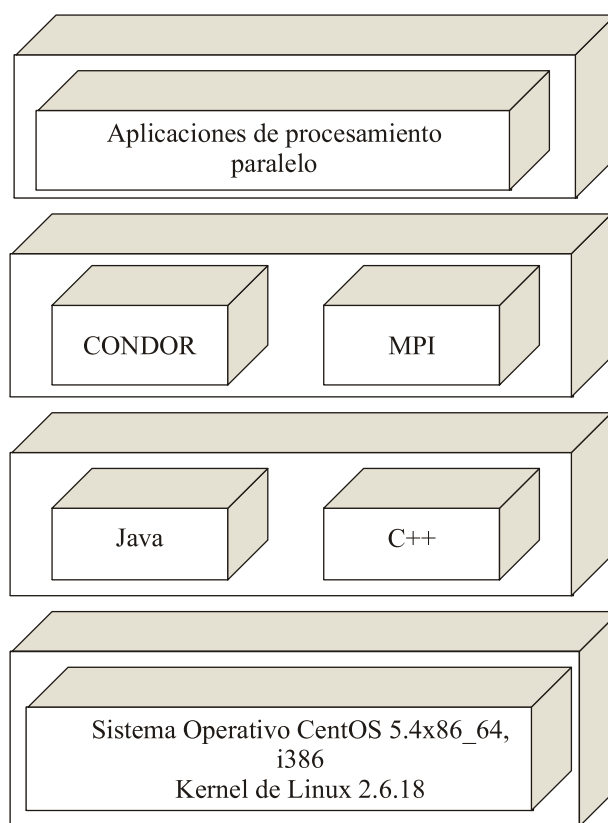 Aplicaciones de procesamiento
paralelo
CONDOR
MPI
Java
C++
Sistema Operativo CentOS 5.4x86_64,
i386
Kernel de Linux 2.6.18